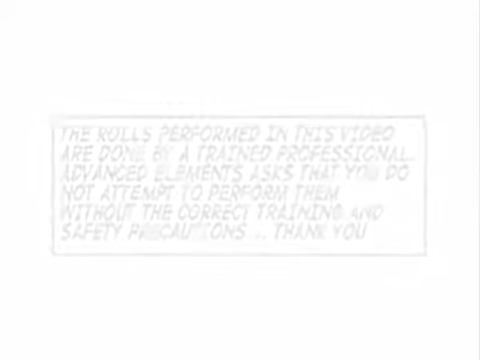 THE ROLLS PERFORMED IN THIS VIDEO
ARE DONE BY A TRAINED PROFESSIONAL.
ADVANCED ELEMENTS ASKS THAT YOU DO
NOT ATTEMPT TO PERFORM THEM
WITHOUT THE CORRECT TRAINING AND
SAFETY PRECAUTIONS ... THANK YOU